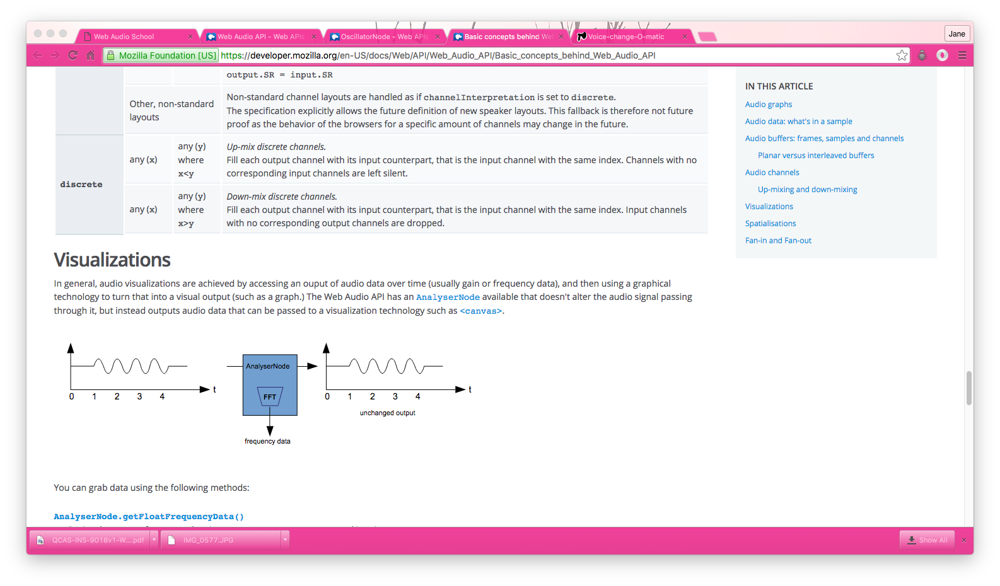 Web Audio School
Web Audio API - Web APIs
OscillatorNode - Web APIs
Basic concepts behind We
Voice-change-O-matic
Jane
Mozilla Foundation [US]
https://developer.mozilla.org/en-US/docs/Web/API/Web_Audio_API/Basic_concepts_behind_Web_Audio_API
output.SR = input.SR
Other, non-standard
layouts
Non-standard channel layouts are handled as if channelInterpretation is set to discrete.
The specification explicitly allows the future definition of new speaker layouts. This fallback is therefore not future
proof as the behavior of the browsers for a specific amount of channels may change in the future.
discrete
any (x)
any (y)
where
x<y
Up-mix discrete channels.
Fill each output channel with its input counterpart, that is the input channel with the same index. Channels with no
corresponding input channels are left silent.
any (x)
any (y)
where
x>y
Down-mix discrete channels.
Fill each output channel with its input counterpart, that is the input channel with the same index. Input channels
with no corresponding output channels are dropped.
IN THIS ARTICLE
Audio graphs
Audio data: what's in a sample
Audio buffers: frames, samples and channels
Planar versus interleaved buffers
Audio channels
Up-mixing and down-mixing
Visualizations
Spatialisations
Fan-in and Fan-out
Visualizations
In general, audio visualizations are achieved by accessing an ouput of audio data over time (usually gain or frequency data), and then using a graphical
technology to turn that into a visual output (such as a graph.) The Web Audio API has an AnalyserNode available that doesn't alter the audio signal passing
through it, but instead outputs audio data that can be passed to a visualization technology such as <canvas>.
0 1 2 3 4 t
AnalyserNode
FFT
frequency data
0 1 2 3 4 t
unchanged output
You can grab data using the following methods:
AnalyserNode.getFloatFrequencyData()
QCAS-INS-9018v1-W....pdf
IMG_0577.JPG
Show All